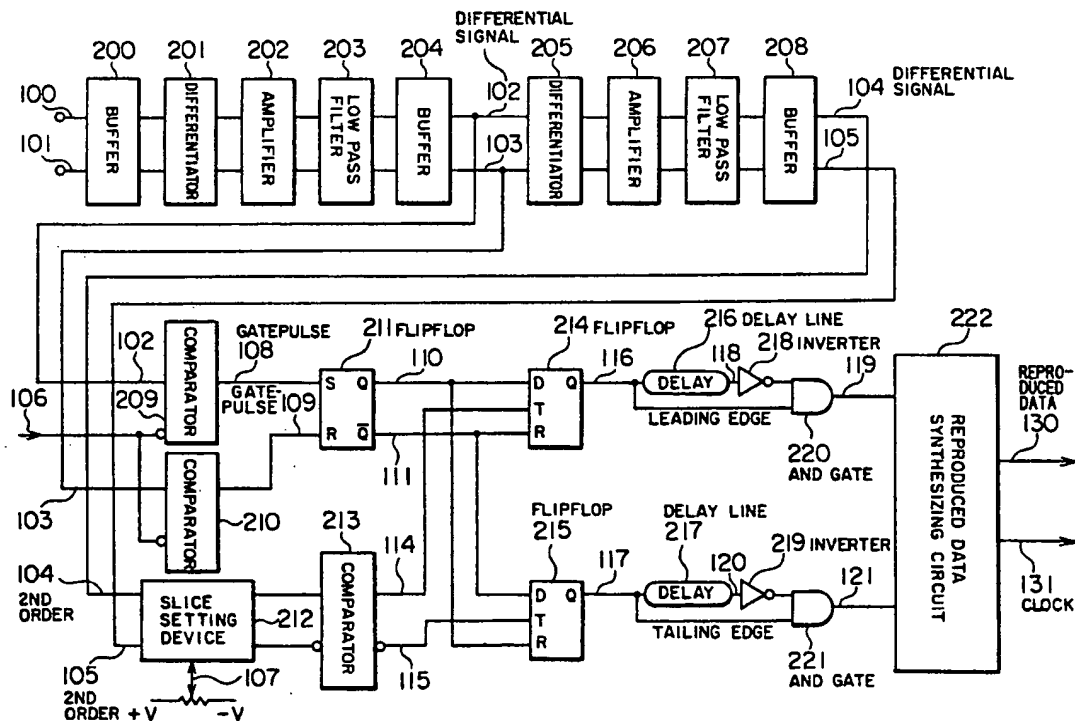 DIFFERENTIAL
SIGNAL
200 201 202 203 204 205 206 207 208
100
101
BUFFER
DIFFERENTIATOR
AMPLIFIER
LOW PASS
FILTER
BUFFER
102
103
DIFFERENTIATOR
AMPLIFIER
LOW PASS
FILTER
BUFFER
104 DIFFERENTIAL
SIGNAL
105
102
106
209
COMPARATOR
GATEPULSE
108
GATE-
PULSE
109
211 FLIPFLOP
S Q
R Q̅
110
111
214 FLIPFLOP
D Q
T
R
116
216 DELAY LINE
DELAY
118
218 INVERTER
119
LEADING EDGE
220
AND GATE
222
REPRODUCED DATA
SYNTHESIZING CIRCUIT
REPRO-
DUCED
DATA
130
131 CLOCK
103
COMPARATOR
210
104
2ND
ORDER
SLICE
SETTING
DEVICE
212
213
COMPARATOR
114
115
FLIPFLOP
215
D Q
T
R
117
DELAY LINE
217
DELAY
120
219 INVERTER
121
TAILING EDGE
221
AND GATE
105
2ND
ORDER
107
+V -V